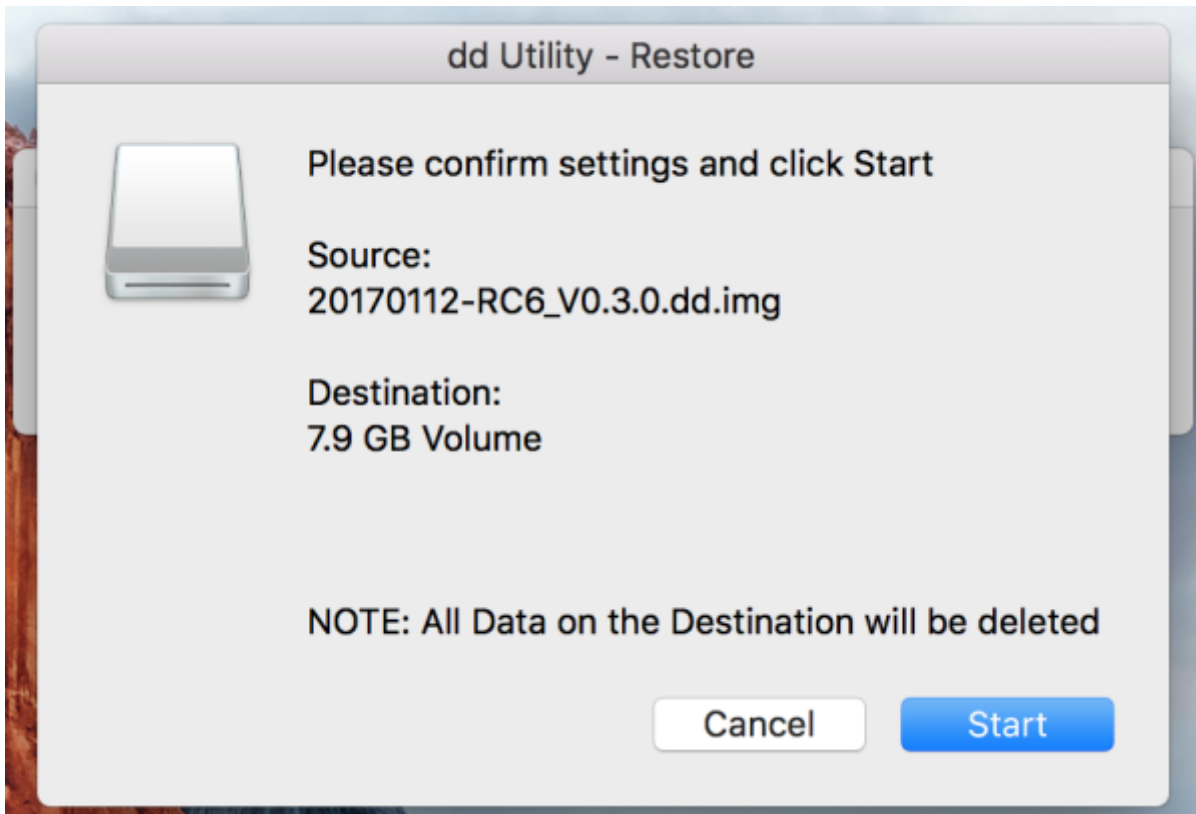 dd Utility - Restore
Please confirm settings and click Start
Source:
20170112-RC6_V0.3.0.dd.img
Destination:
7.9 GB Volume
NOTE: All Data on the Destination will be deleted
Cancel
Start